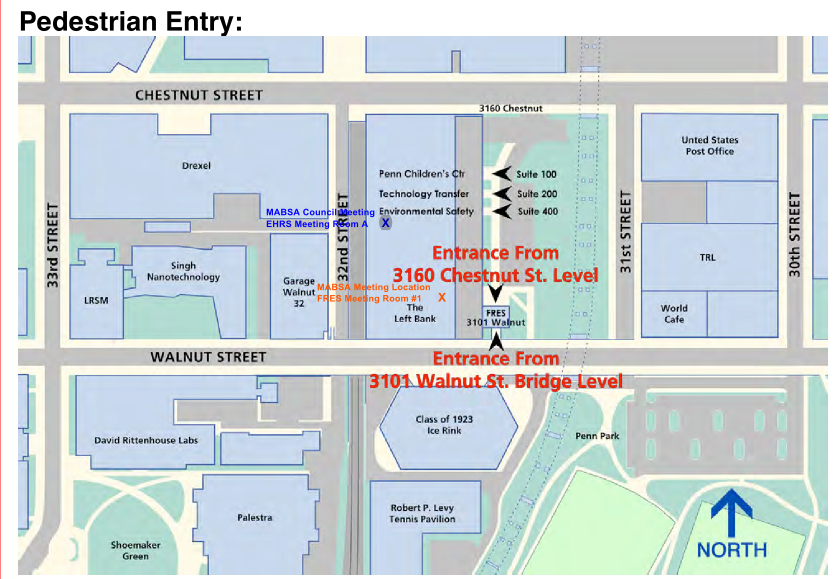 Pedestrian Entry:
CHESTNUT STREET
3160 Chestnut
Drexel
Penn Children's Ctr
Suite 100
Technology Transfer
Suite 200
Environmental Safety
Suite 400
MABSA Council Meeting
EHRS Meeting Room A
X
United States
Post Office
33rd STREET
32nd STREET
31st STREET
30th STREET
Entrance From
3160 Chestnut St. Level
TRL
Singh
Nanotechnology
LRSM
Garage
Walnut
32
MABSA Meeting Location
FRES Meeting Room #1
X
The
Left Bank
FRES
3101 Walnut
World
Cafe
WALNUT STREET
Entrance From
3101 Walnut St. Bridge Level
David Rittenhouse Labs
Class of 1923
Ice Rink
Penn Park
Palestra
Robert P. Levy
Tennis Pavilion
Shoemaker
Green
NORTH